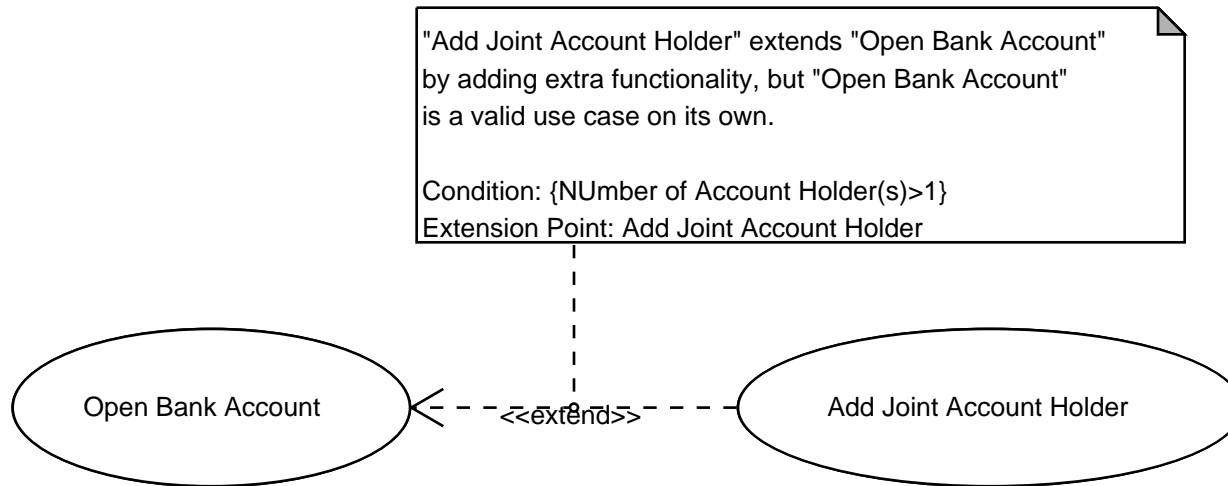 "Add Joint Account Holder" extends "Open Bank Account"
by adding extra functionality, but "Open Bank Account"
is a valid use case on its own.
Condition: {NUmber of Account Holder(s)>1}
Extension Point: Add Joint Account Holder
Open Bank Account
<<extend>>
Add Joint Account Holder